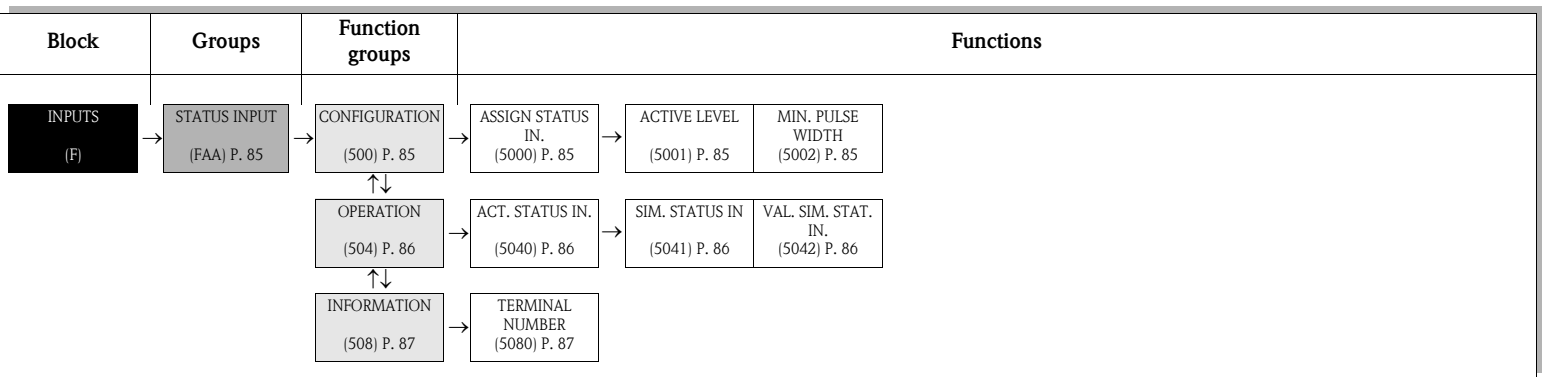 Block
Groups
Function
groups
Functions
INPUTS
(F)
→
STATUS INPUT
(FAA) P. 85
→
CONFIGURATION
(500) P. 85
→
ASSIGN STATUS
IN.
(5000) P. 85
→
ACTIVE LEVEL
(5001) P. 85
MIN. PULSE
WIDTH
(5002) P. 85
↑↓
OPERATION
(504) P. 86
→
ACT. STATUS IN.
(5040) P. 86
→
SIM. STATUS IN
(5041) P. 86
VAL. SIM. STAT.
IN.
(5042) P. 86
↑↓
INFORMATION
(508) P. 87
→
TERMINAL
NUMBER
(5080) P. 87